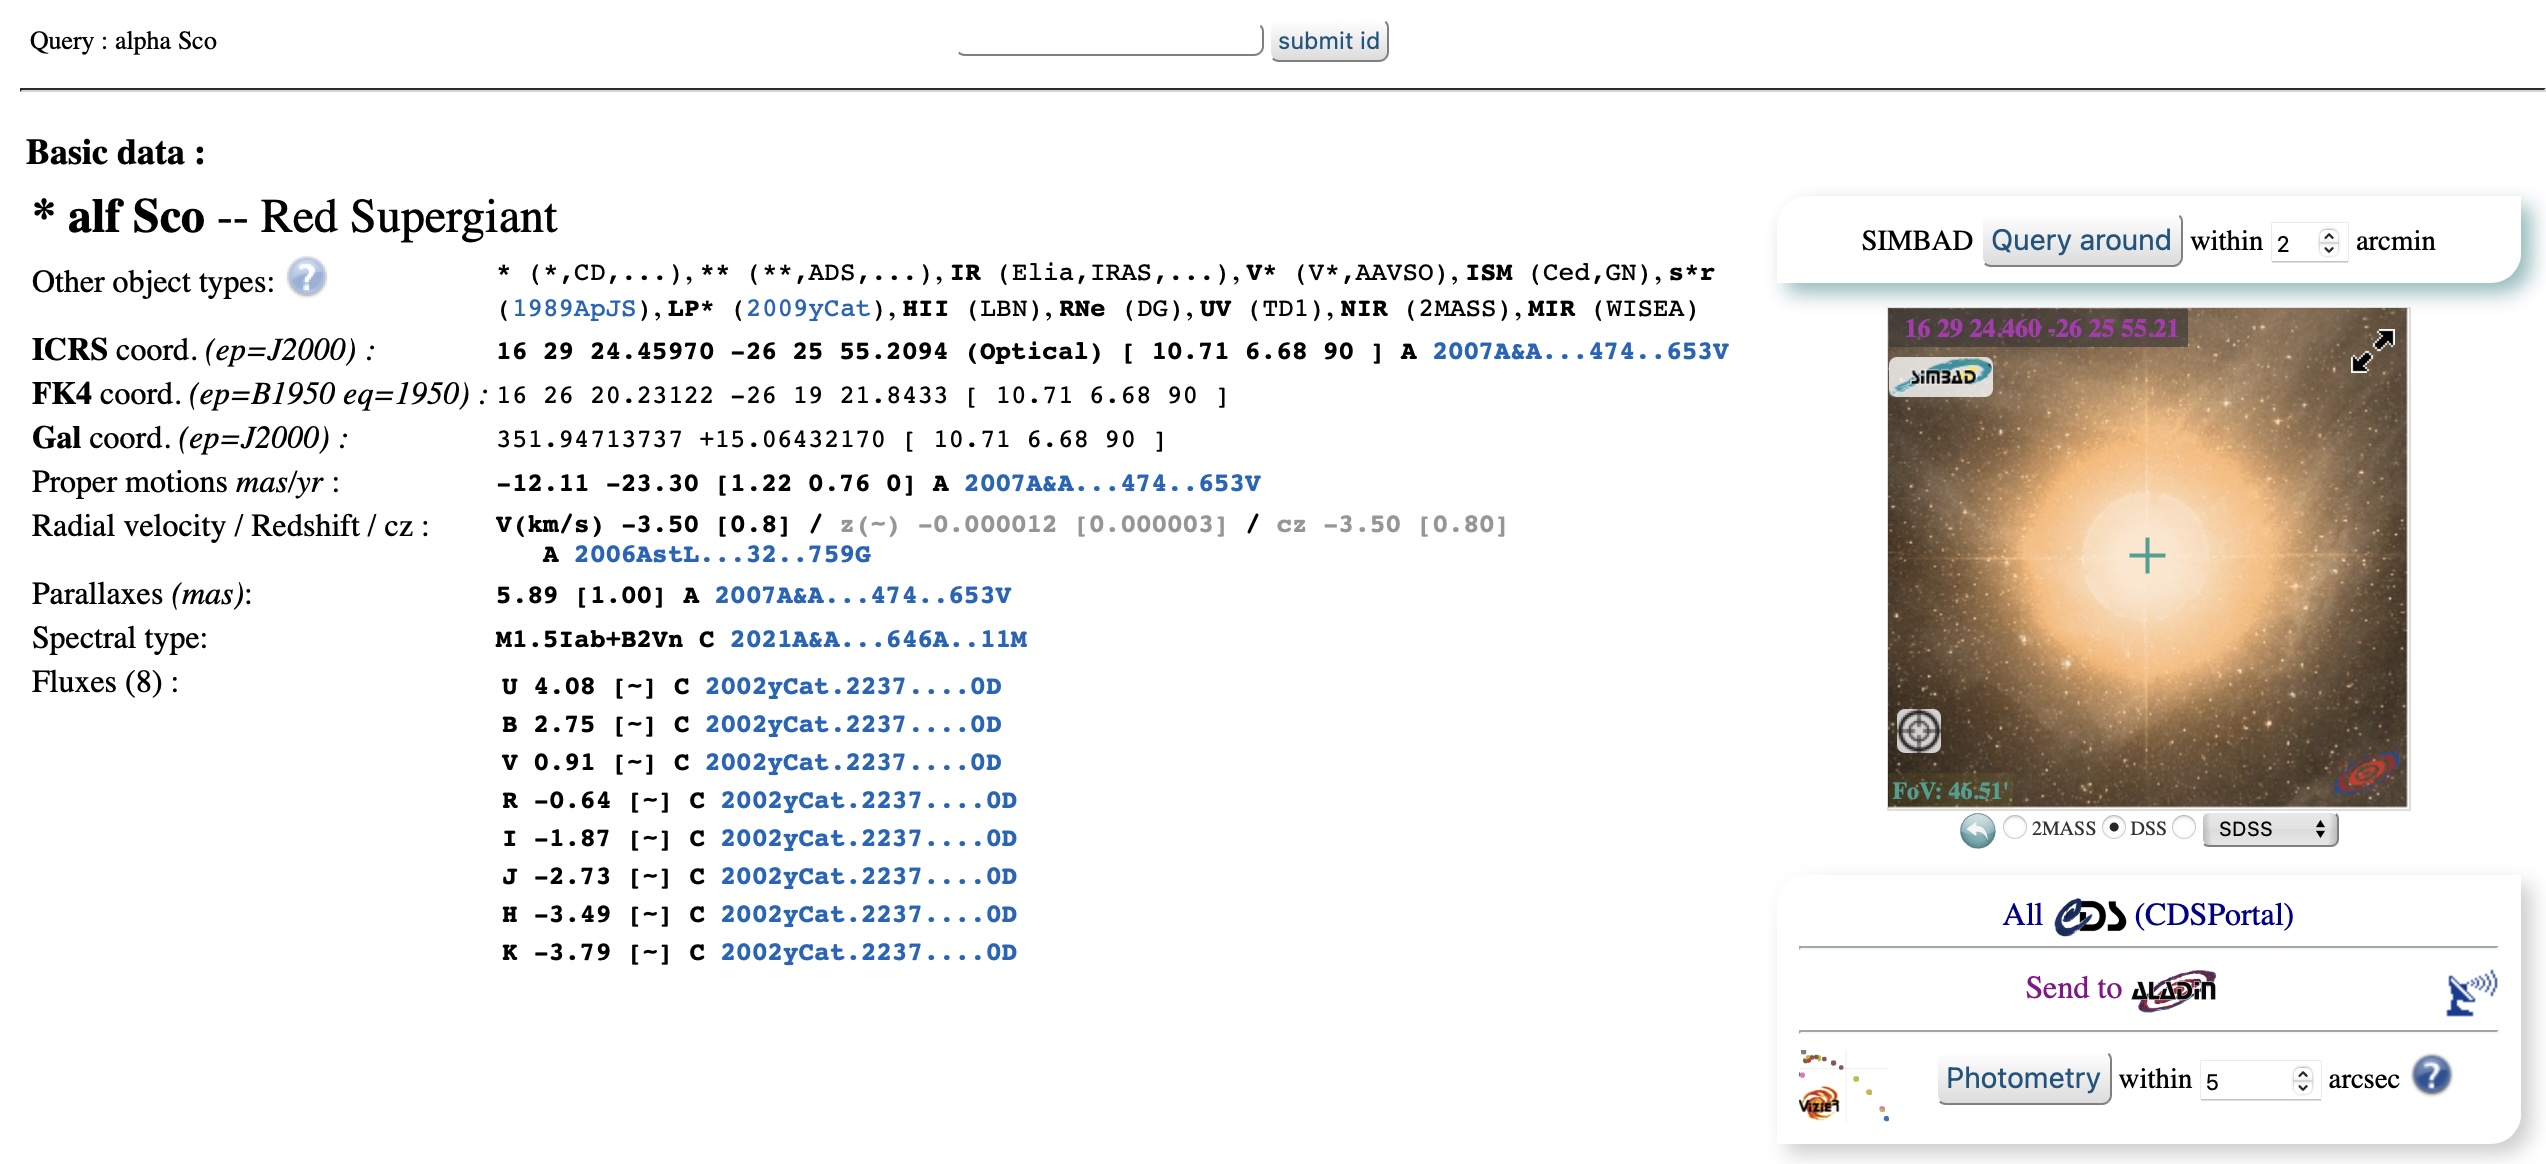 Query : alpha Sco
submit id
Basic data :
* alf Sco -- Red Supergiant
Other object types:
* (*,CD,...),** (**,ADS,...),IR (Elia,IRAS,...),V* (V*,AAVSO),ISM (Ced,GN),s*r
(1989ApJS),LP* (2009yCat),HII (LBN),RNe (DG),UV (TD1),NIR (2MASS),MIR (WISEA)
ICRS coord. (ep=J2000) : 16 29 24.45970 -26 25 55.2094 (Optical) [ 10.71 6.68 90 ] A 2007A&A...474..653V
FK4 coord. (ep=B1950 eq=1950) : 16 26 20.23122 -26 19 21.8433 [ 10.71 6.68 90 ]
Gal coord. (ep=J2000) : 351.94713737 +15.06432170 [ 10.71 6.68 90 ]
Proper motions mas/yr : -12.11 -23.30 [1.22 0.76 0] A 2007A&A...474..653V
Radial velocity / Redshift / cz : V(km/s) -3.50 [0.8] / z(~) -0.000012 [0.000003] / cz -3.50 [0.80]
A 2006AstL...32..759G
Parallaxes (mas): 5.89 [1.00] A 2007A&A...474..653V
Spectral type: M1.5Iab+B2Vn C 2021A&A...646A..11M
Fluxes (8) :
U 4.08 [~] C 2002yCat.2237....0D
B 2.75 [~] C 2002yCat.2237....0D
V 0.91 [~] C 2002yCat.2237....0D
R -0.64 [~] C 2002yCat.2237....0D
I -1.87 [~] C 2002yCat.2237....0D
J -2.73 [~] C 2002yCat.2237....0D
H -3.49 [~] C 2002yCat.2237....0D
K -3.79 [~] C 2002yCat.2237....0D
SIMBAD Query around within 2 arcmin
16 29 24.460 -26 25 55.21
SIMBAD
FoV: 46.51'
2MASS DSS SDSS
All CDS (CDSPortal)
Send to ALADIN
VizieR
Photometry within 5 arcsec ?